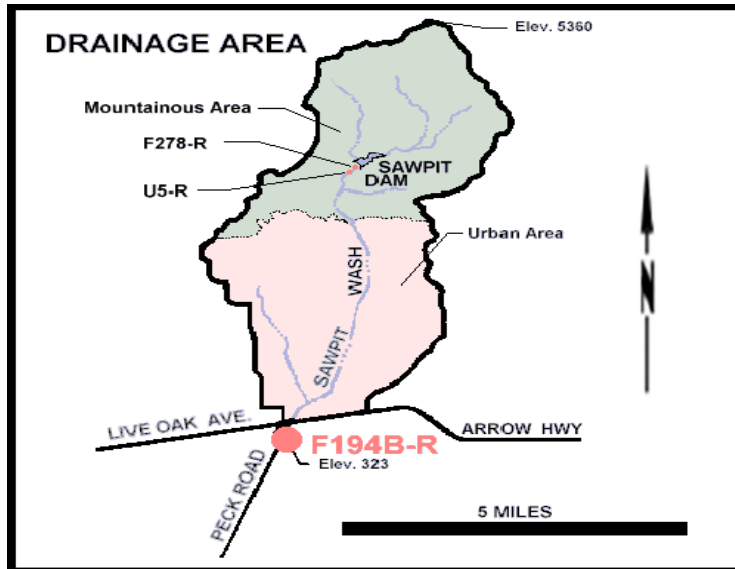 DRAINAGE AREA
Elev. 5360
Mountainous Area
F278-R
SAWPIT
DAM
U5-R
Urban Area
WASH
SAWPIT
N
LIVE OAK AVE.
ARROW HWY
F194B-R
Elev. 323
PECK ROAD
5 MILES